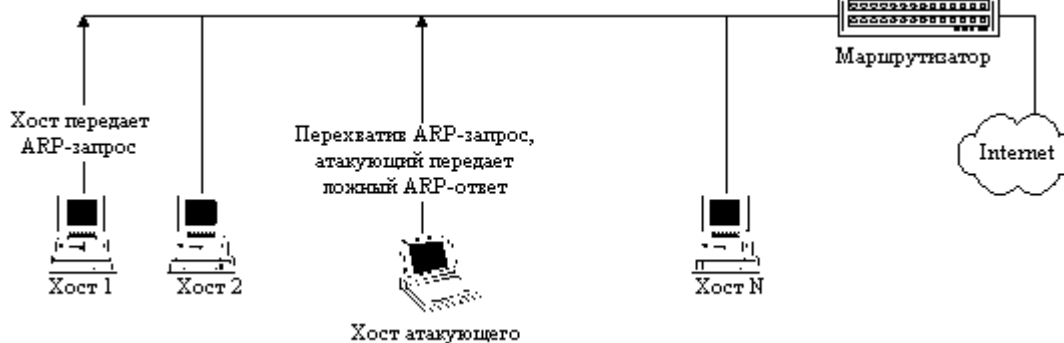 Маршрутизатор
Хост передает
ARP-запрос
Перехватив ARP-запрос,
атакующий передает
ложный ARP-ответ
Internet
Хост 1
Хост 2
Хост N
Хост атакующего